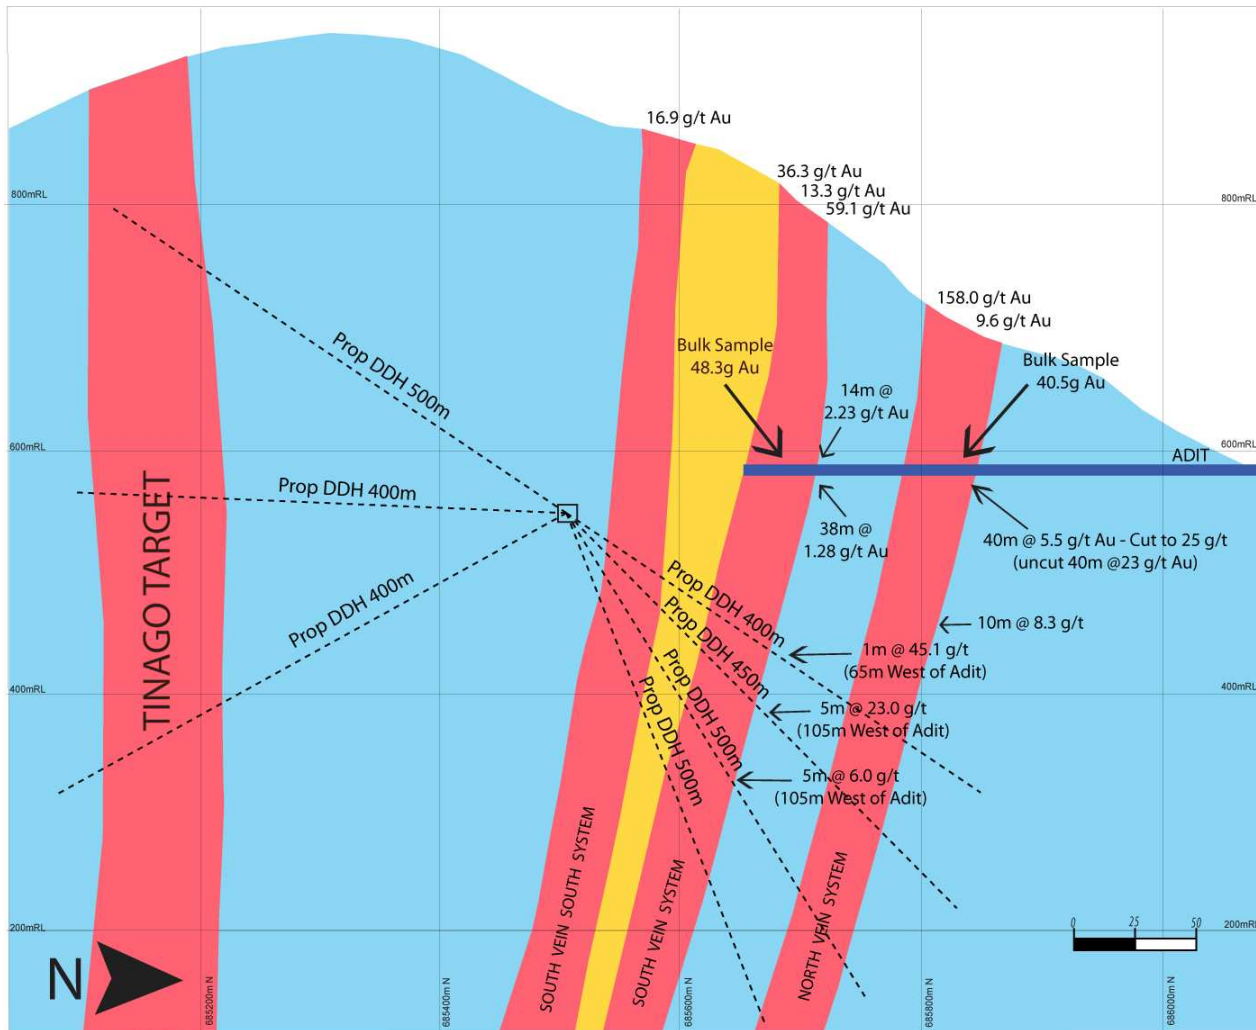 16.9 g/t Au
36.3 g/t Au
13.3 g/t Au
59.1 g/t Au
800mRL
800mRL
158.0 g/t Au
9.6 g/t Au
Prop DDH 500m
Bulk Sample
48.3g Au
Bulk Sample
40.5g Au
14m @
2.23 g/t Au
600mRL
600mRL
ADIT
Prop DDH 400m
TINAGO TARGET
38m @
1.28 g/t Au
40m @ 5.5 g/t Au - Cut to 25 g/t
(uncut 40m @23 g/t Au)
Prop DDH 400m
Prop DDH 400m
10m @ 8.3 g/t
Prop DDH 450m
1m @ 45.1 g/t
(65m West of Adit)
Prop DDH 500m
Prop DDH 500m
400mRL
400mRL
5m @ 23.0 g/t
(105m West of Adit)
5m @ 6.0 g/t
(105m West of Adit)
SOUTH VEIN SOUTH SYSTEM
SOUTH VEIN SYSTEM
NORTH VEIN SYSTEM
200mRL
200mRL
0 25 50
N
685200m N
685400m N
685600m N
685800m N
686000m N